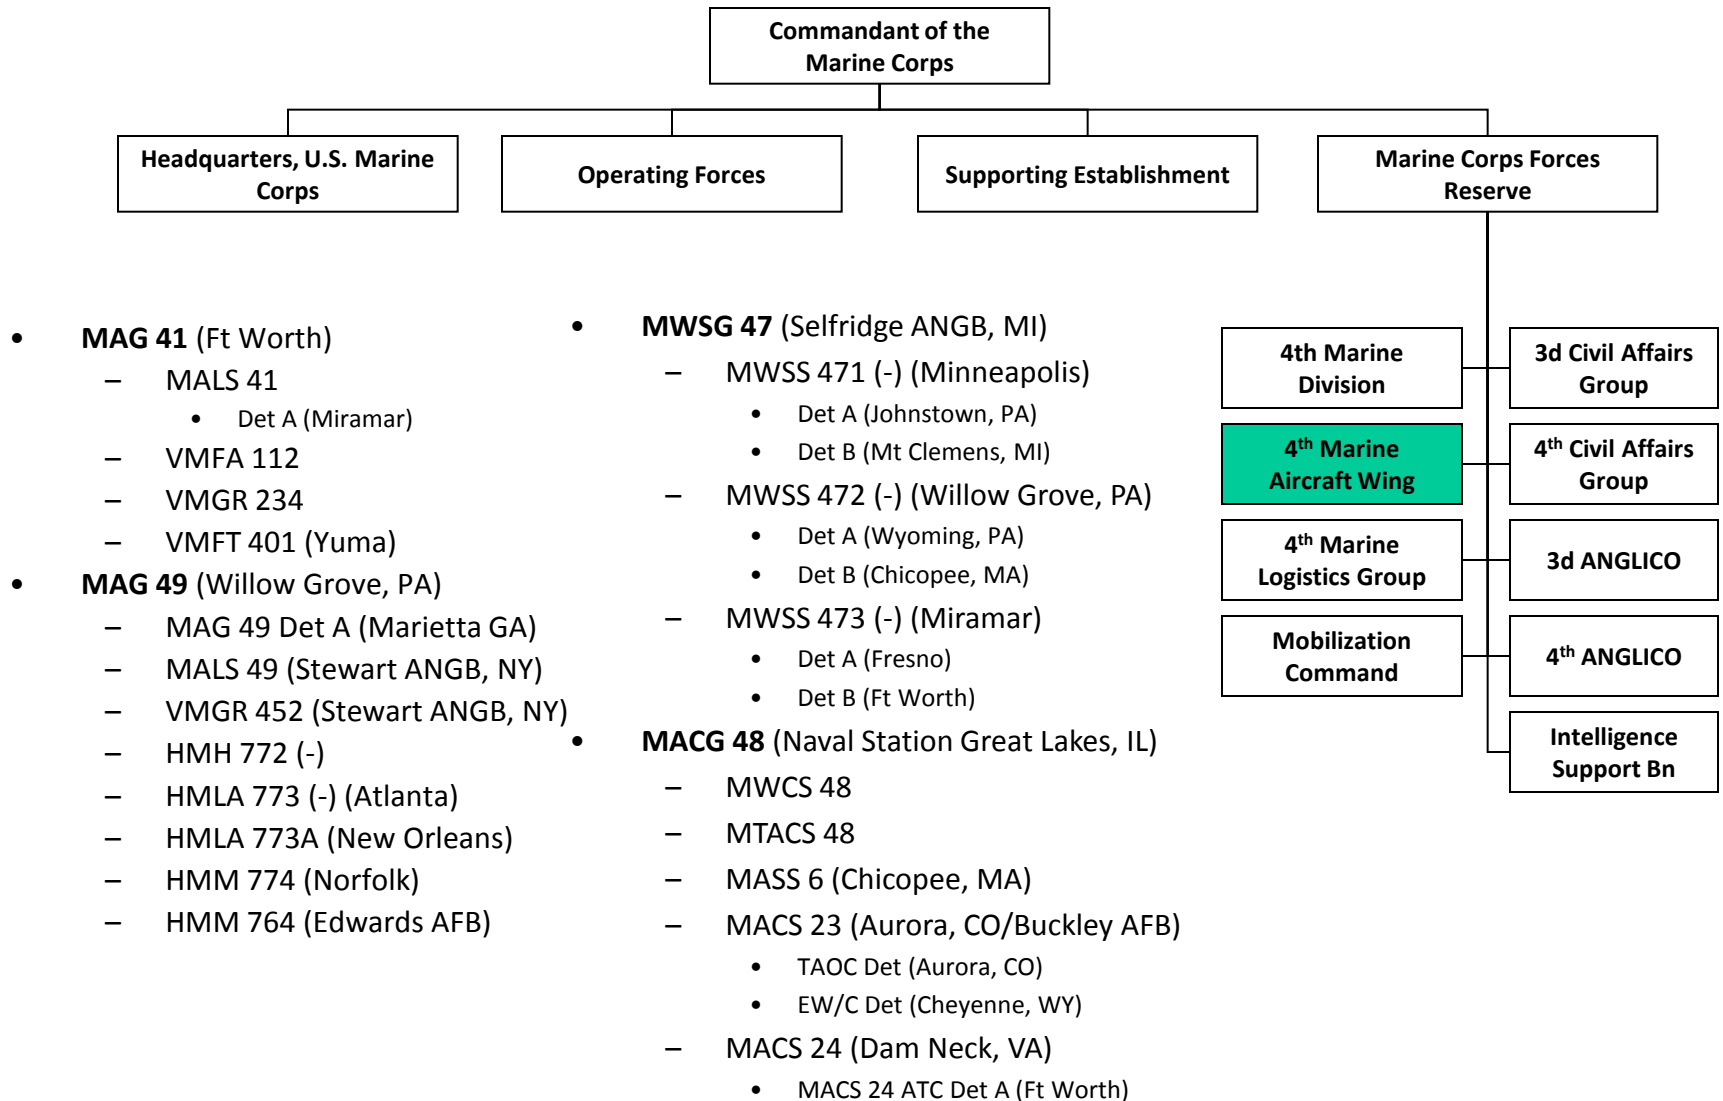 Commandant of the
Marine Corps
Headquarters, U.S. Marine
Corps
Operating Forces
Supporting Establishment
Marine Corps Forces
Reserve
• MAG 41 (Ft Worth)
– MALS 41
• Det A (Miramar)
– VMFA 112
– VMGR 234
– VMFT 401 (Yuma)
• MAG 49 (Willow Grove, PA)
– MAG 49 Det A (Marietta GA)
– MALS 49 (Stewart ANGB, NY)
– VMGR 452 (Stewart ANGB, NY)
– HMH 772 (-)
– HMLA 773 (-) (Atlanta)
– HMLA 773A (New Orleans)
– HMM 774 (Norfolk)
– HMM 764 (Edwards AFB)
• MWSG 47 (Selfridge ANGB, MI)
– MWSS 471 (-) (Minneapolis)
• Det A (Johnstown, PA)
• Det B (Mt Clemens, MI)
– MWSS 472 (-) (Willow Grove, PA)
• Det A (Wyoming, PA)
• Det B (Chicopee, MA)
– MWSS 473 (-) (Miramar)
• Det A (Fresno)
• Det B (Ft Worth)
• MACG 48 (Naval Station Great Lakes, IL)
– MWCS 48
– MTACS 48
– MASS 6 (Chicopee, MA)
– MACS 23 (Aurora, CO/Buckley AFB)
• TAOC Det (Aurora, CO)
• EW/C Det (Cheyenne, WY)
– MACS 24 (Dam Neck, VA)
• MACS 24 ATC Det A (Ft Worth)
4th Marine
Division
3d Civil Affairs
Group
4th Marine
Aircraft Wing
4th Civil Affairs
Group
4th Marine
Logistics Group
3d ANGLICO
Mobilization
Command
4th ANGLICO
Intelligence
Support Bn